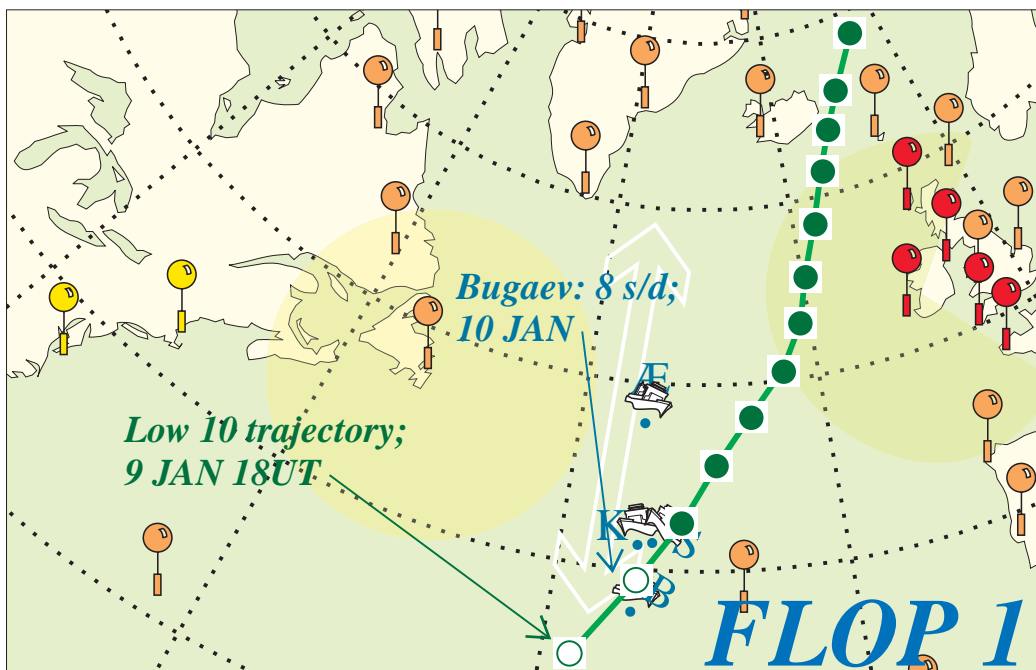 Bugaev: 8 s/d;
10 JAN
Æ
Low 10 trajectory;
9 JAN 18UT
K
S
B
FLOP 1